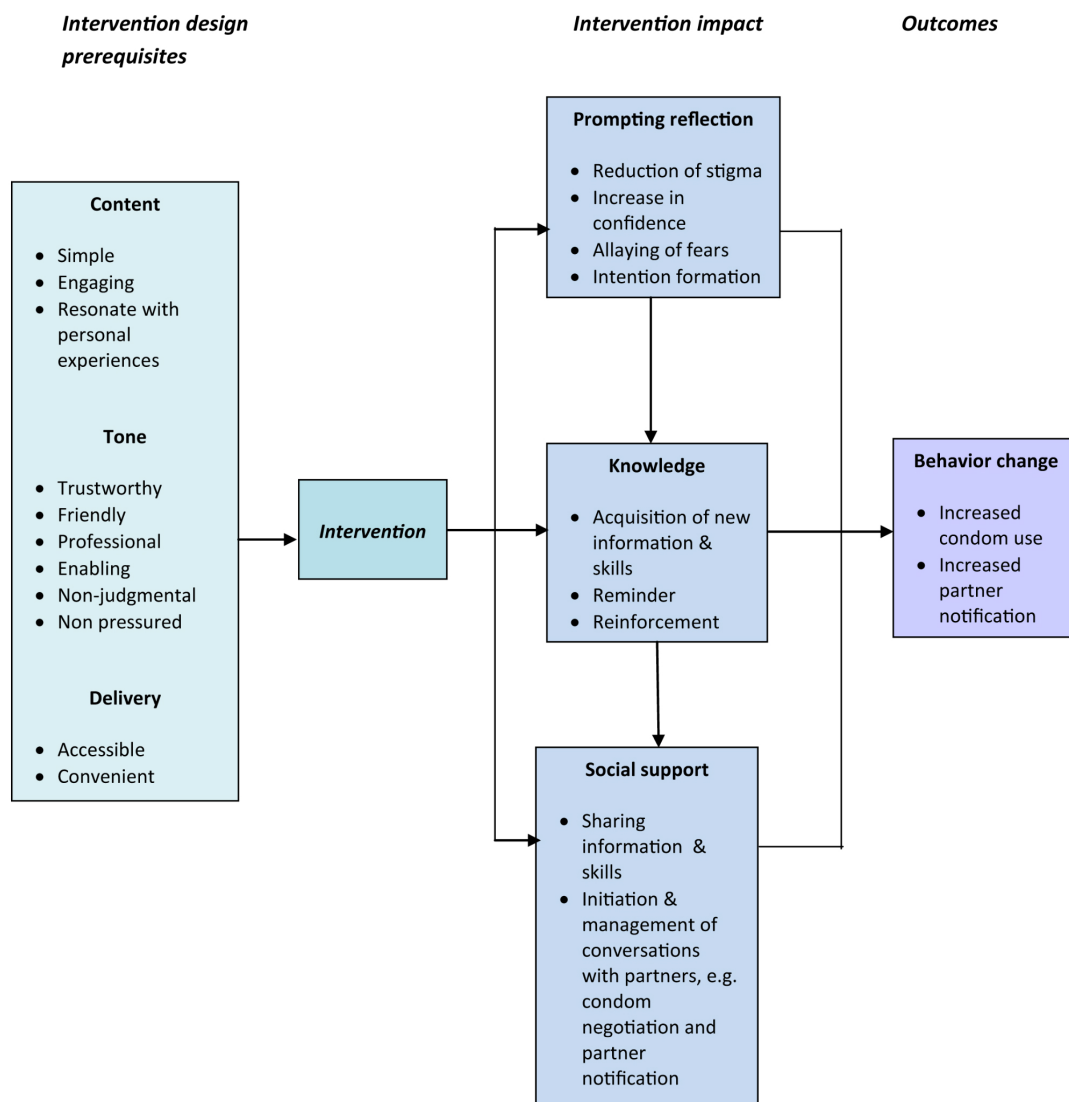 Intervention design
prerequisites
Intervention impact
Outcomes
Content
• Simple
• Engaging
• Resonate with
personal
experiences
Tone
• Trustworthy
• Friendly
• Professional
• Enabling
• Non-judgmental
• Non pressured
Delivery
• Accessible
• Convenient
Intervention
Prompting reflection
• Reduction of stigma
• Increase in
confidence
• Allaying of fears
• Intention formation
Knowledge
• Acquisition of new
information &
skills
• Reminder
• Reinforcement
Social support
• Sharing
information & 
skills
• Initiation &
management of
conversations
with partners, e.g.
condom
negotiation and
partner
notification
Behavior change
• Increased
condom use
• Increased
partner
notification